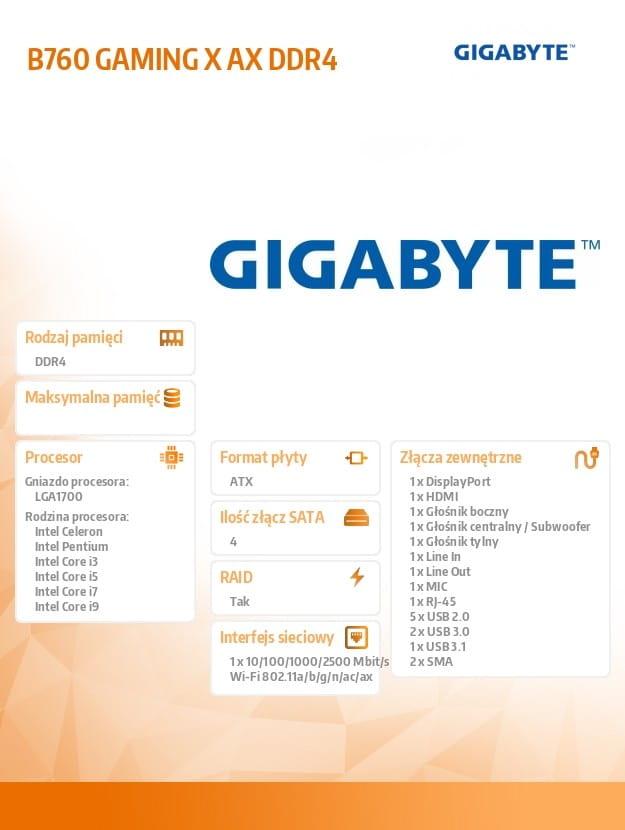 B760 GAMING X AX DDR4
GIGABYTE™
GIGABYTE™
Rodzaj pamięci
DDR4
Maksymalna pamięć
Procesor
Gniazdo procesora:
LGA1700
Rodzina procesora:
Intel Celeron
Intel Pentium
Intel Core i3
Intel Core i5
Intel Core i7
Intel Core i9
Format płyty
ATX
Ilość złącz SATA
4
RAID
Tak
Interfejs sieciowy
1 x 10/100/1000/2500 Mbit/s
Wi-Fi 802.11a/b/g/n/ac/ax
Złącza zewnętrzne
1 x DisplayPort
1 x HDMI
1 x Głośnik boczny
1 x Głośnik centralny / Subwoofer
1 x Głośnik tylny
1 x Line In
1 x Line Out
1 x MIC
1 x RJ-45
5 x USB 2.0
2 x USB 3.0
1 x USB 3.1
2 x SMA